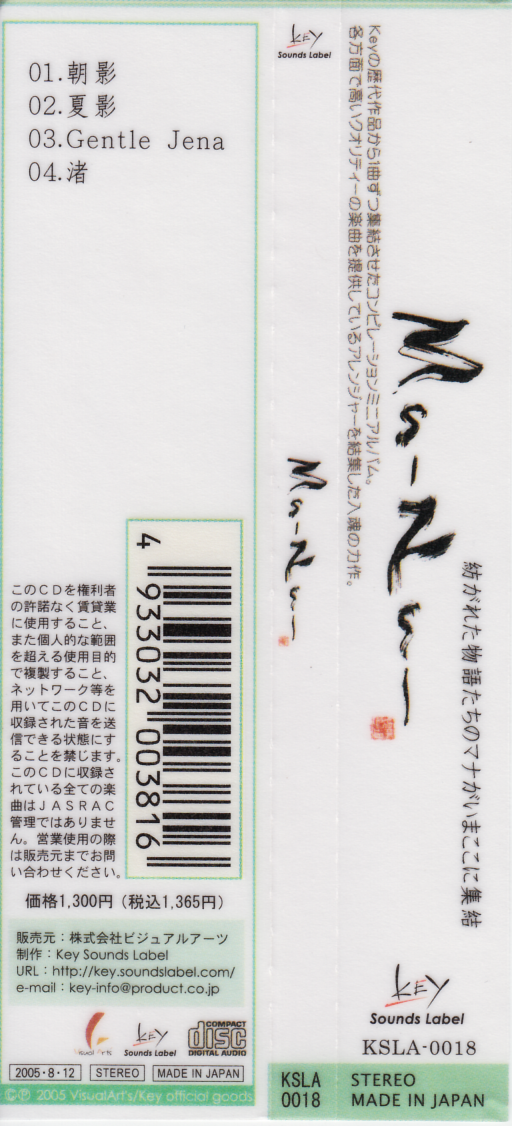 01.朝影
02.夏影
03.Gentle Jena
04.渚
4 933032 003816
このCDを権利者
の許諾なく賃貸業
に使用すること、
また個人的な範囲
を超える使用目的
で複製すること、
ネットワーク等を
用いてこのCDに
収録された音を送
信できる状態にす
ることを禁じます。
このCDに収録さ
れている全ての楽
曲はJASRAC
管理ではありませ
ん。営業使用の際
は販売元までお問
い合わせください。
価格1,300円（税込1,365円）
販売元：株式会社ビジュアルアーツ
制作：Key Sounds Label
URL：http://key.soundslabel.com/
e-mail：key-info@product.co.jp
Visual Art's
Key
Sounds Label
COMPACT
disc
DIGITAL AUDIO
2005・8・12
STEREO
MADE IN JAPAN
©℗ 2005 VisualArt's/Key official goods
Key
Sounds Label
Ma-Na-
KSLA
0018
Keyの歴代作品から1曲ずつ集結させたコンピレーションミニアルバム。
各方面で高いクオリティーの楽曲を提供しているアレンジャーを結集した入魂の力作。
Ma-Na-
紡がれた物語たちのマナがいまここに集結
Key
Sounds Label
KSLA-0018
STEREO
MADE IN JAPAN